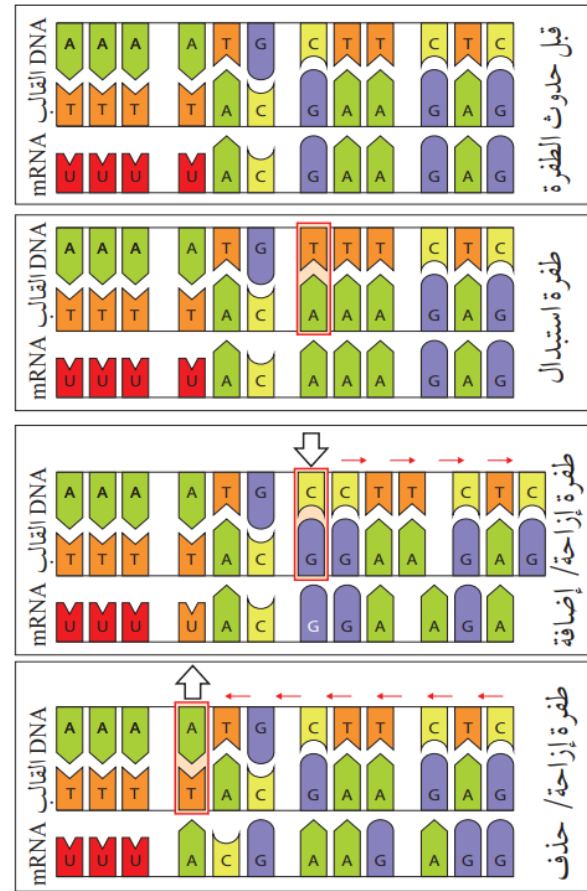 قبل حدوث الطفرة
DNA القالب
A A A A T G C T T C T C
T T T T A C G A A G A G
mRNA
U U U U A C G A A G A G
طفرة استبدال
DNA القالب
A A A A T G T T T C T C
T T T T A C A A A G A G
mRNA
U U U U A C A A A G A G
طفرة إزاحة/ إضافة
DNA القالب
A A A A T G C C T T C T C
T T T T A C G G A A G A G
mRNA
U U U U A C G G A A G A
طفرة إزاحة/ حذف
DNA القالب
A A A A T G C T T C T C
T T T T A C G A A G A G
mRNA
U U U A C G A A G A G G